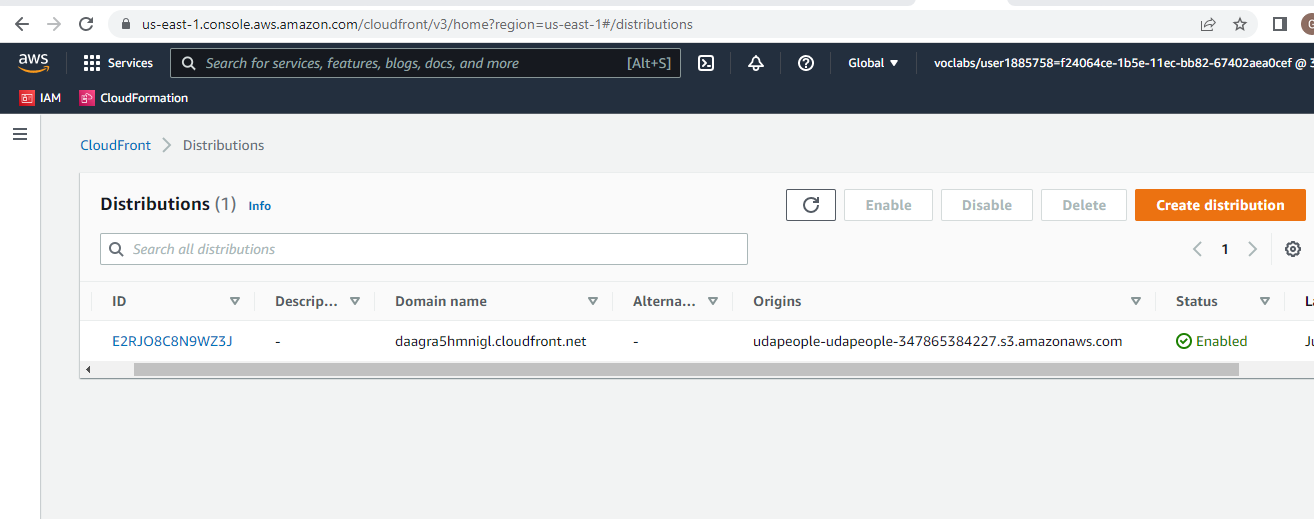 us-east-1.console.aws.amazon.com/cloudfront/v3/home?region=us-east-1#/distributions
aws Services Search for services, features, blogs, docs, and more [Alt+S] Global voclabs/user1885758=f24064ce-1b5e-11ec-bb82-67402aea0cef @ 3
IAM CloudFormation
CloudFront Distributions
Distributions (1) Info Enable Disable Delete Create distribution
Search all distributions 1
ID Descrip... Domain name Alterna... Origins Status La
E2RJO8C8N9WZ3J - daagra5hmnigl.cloudfront.net - udapeople-udapeople-347865384227.s3.amazonaws.com Enabled Ju